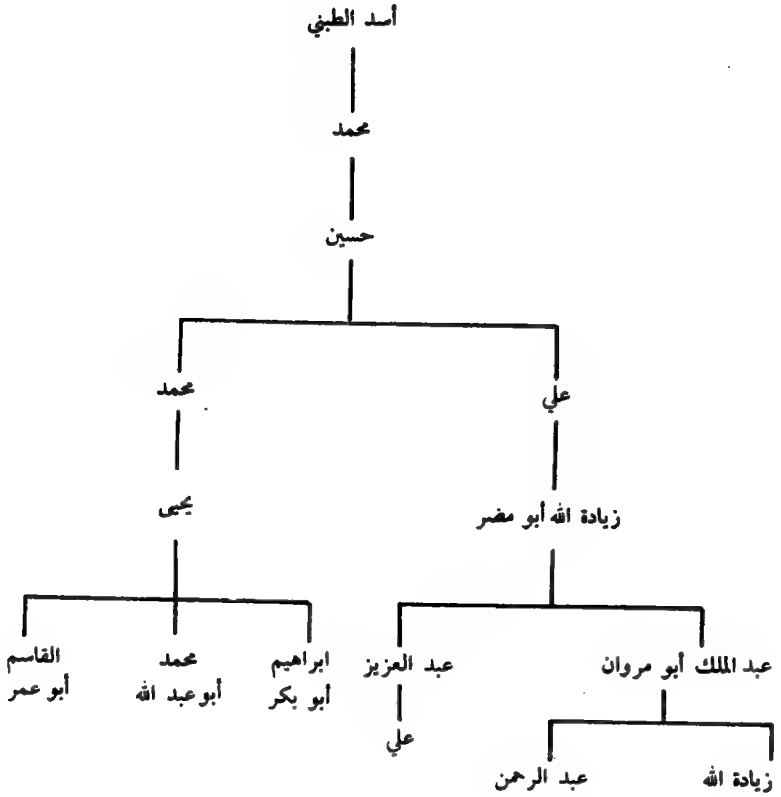 أسد الطبني
محمد
حسين
علي
محمد
زيادة الله أبو مضر
يحيى
عبد الملك أبو مروان
عبد العزيز
ابراهيم
أبو بكر
محمد
أبو عبد الله
القاسم
أبو عمر
علي
زيادة الله
عبد الرحمن